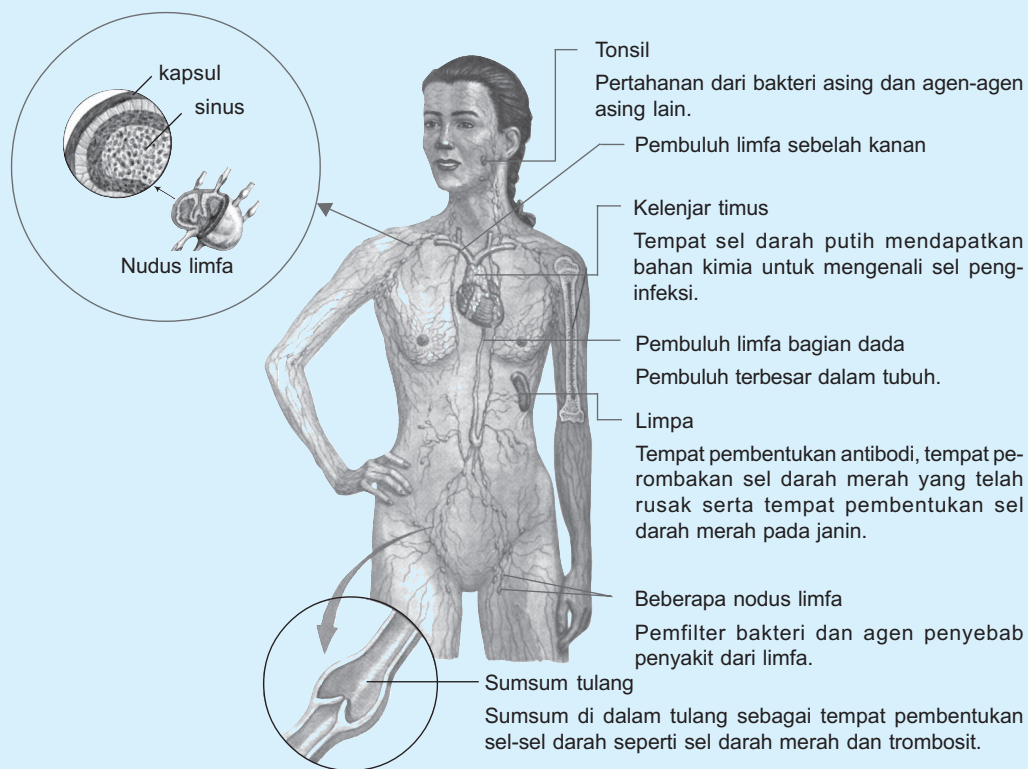 kapsul
sinus
Nudus limfa
Tonsil
Pertahanan dari bakteri asing dan agen-agen
asing lain.
Pembuluh limfa sebelah kanan
Kelenjar timus
Tempat sel darah putih mendapatkan
bahan kimia untuk mengenali sel peng-
infeksi.
Pembuluh limfa bagian dada
Pembuluh terbesar dalam tubuh.
Limpa
Tempat pembentukan antibodi, tempat pe-
rombakan sel darah merah yang telah
rusak serta tempat pembentukan sel
darah merah pada janin.
Beberapa nodus limfa
Pemfilter bakteri dan agen penyebab
penyakit dari limfa.
Sumsum tulang
Sumsum di dalam tulang sebagai tempat pembentukan
sel-sel darah seperti sel darah merah dan trombosit.